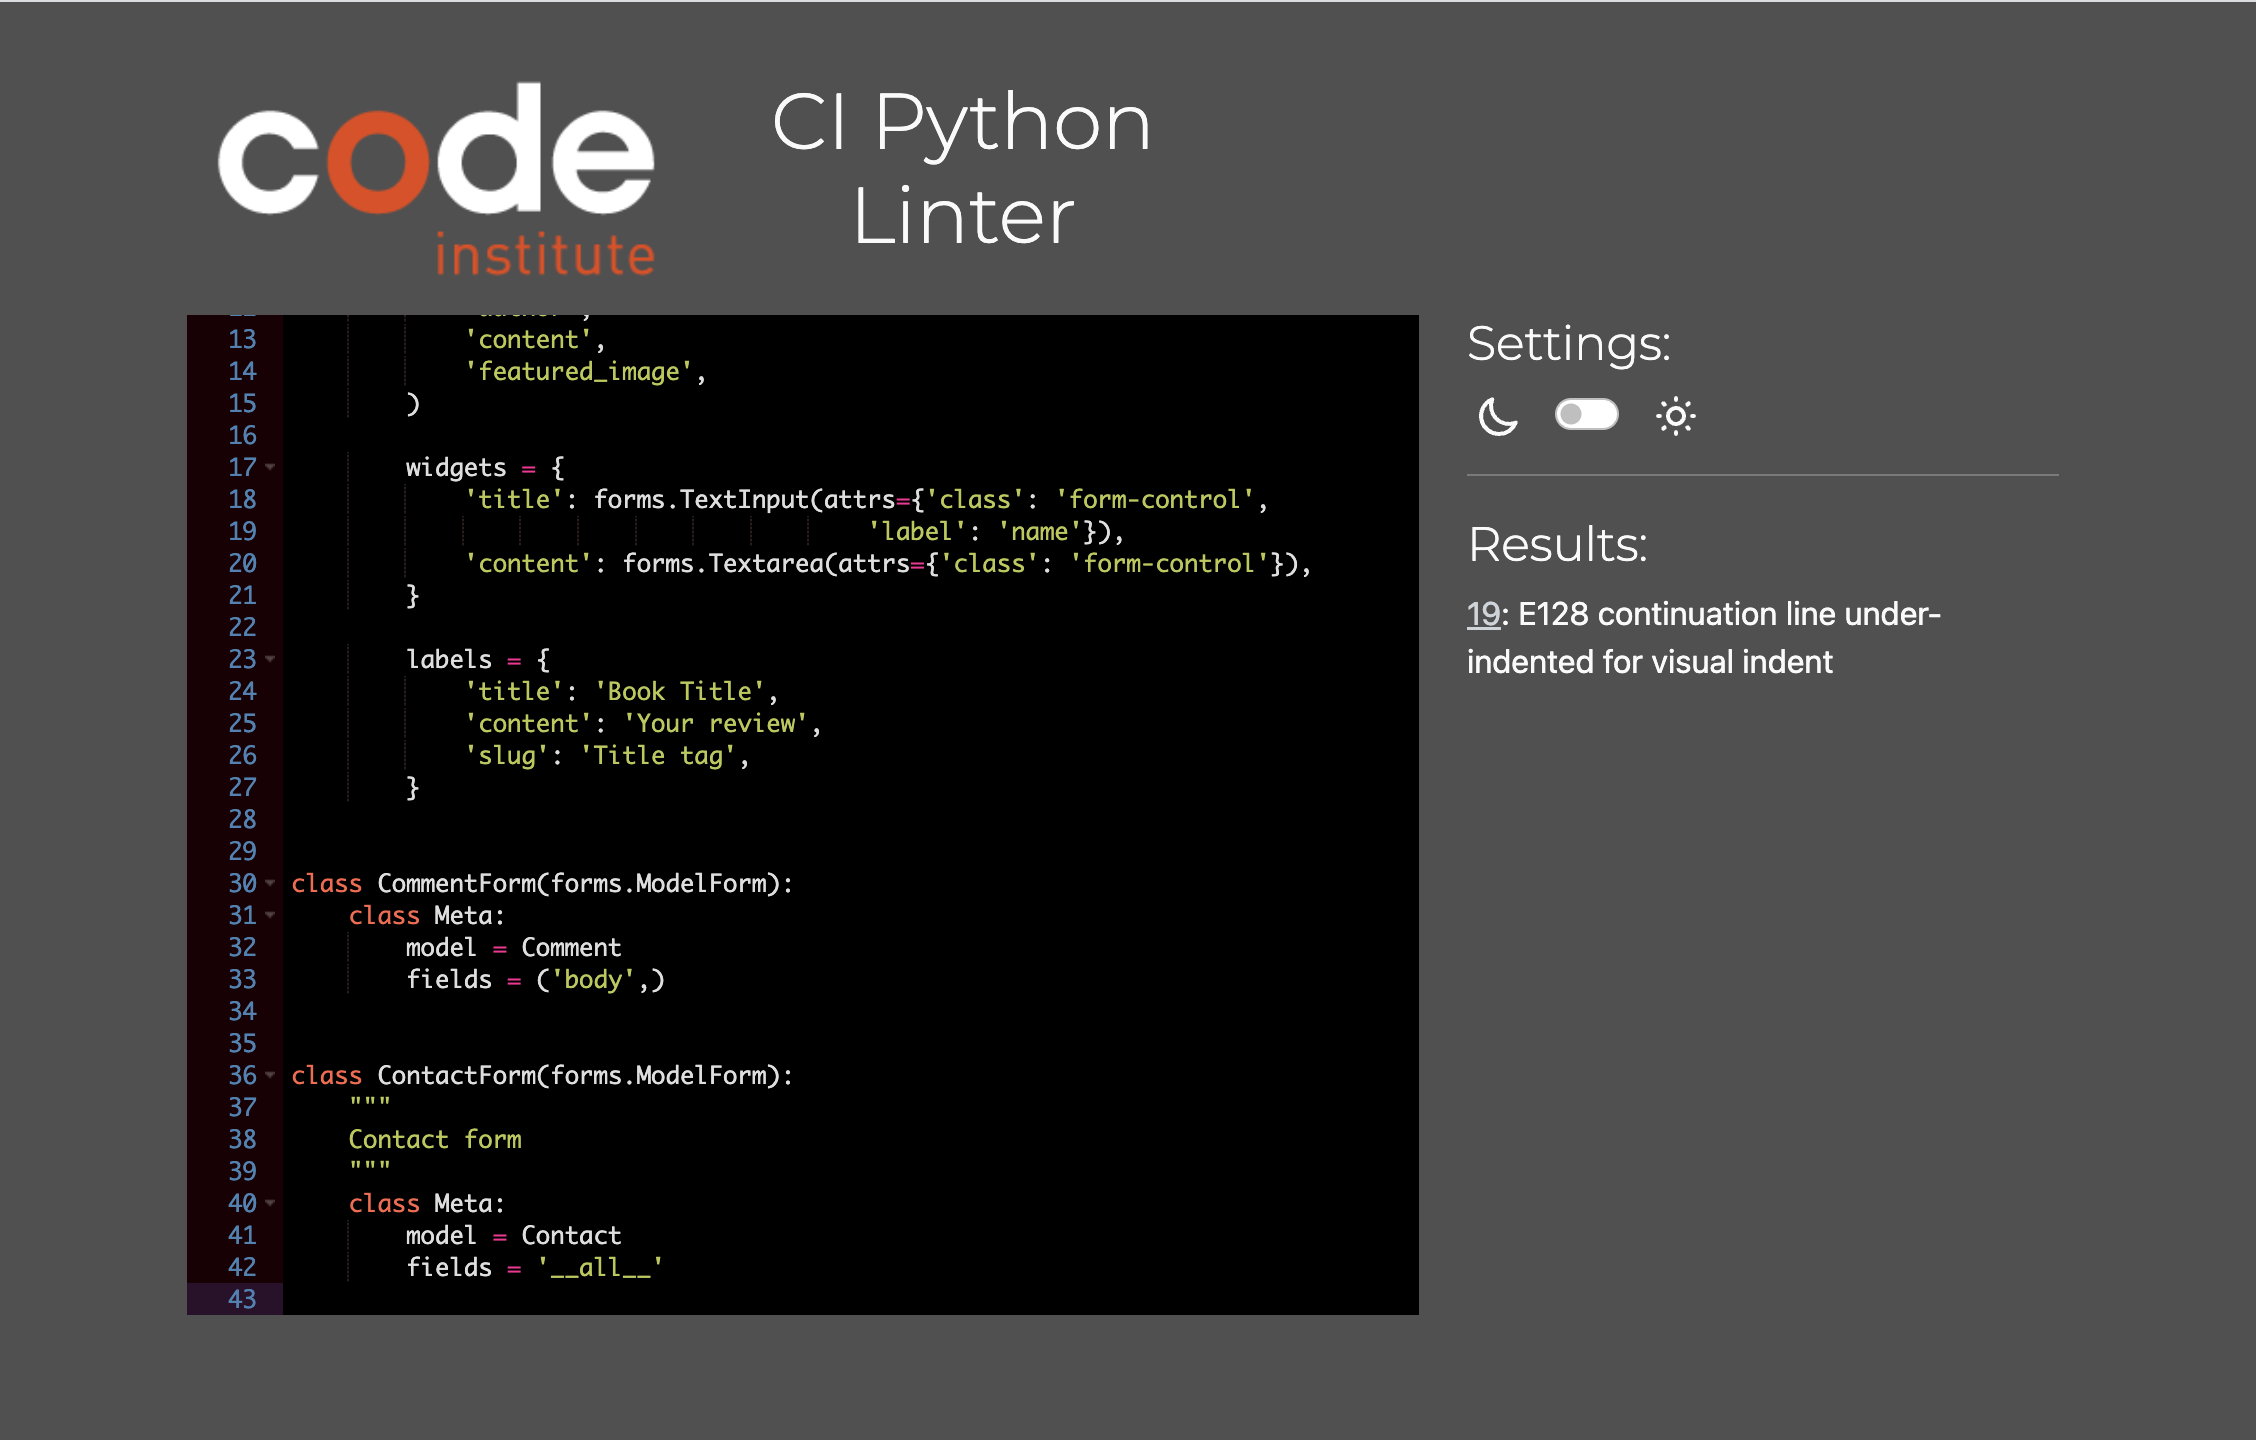 code
institute
CI Python
Linter
13 'content',
14 'featured_image',
15 )
16
17 widgets = {
18 'title': forms.TextInput(attrs={'class': 'form-control',
19 'label': 'name'}),
20 'content': forms.Textarea(attrs={'class': 'form-control'}),
21 }
22
23 labels = {
24 'title': 'Book Title',
25 'content': 'Your review',
26 'slug': 'Title tag',
27 }
28
29
30 class CommentForm(forms.ModelForm):
31 class Meta:
32 model = Comment
33 fields = ('body',)
34
35
36 class ContactForm(forms.ModelForm):
37 """
38 Contact form
39 """
40 class Meta:
41 model = Contact
42 fields = '__all__'
43
Settings:
Results:
19: E128 continuation line under-
indented for visual indent